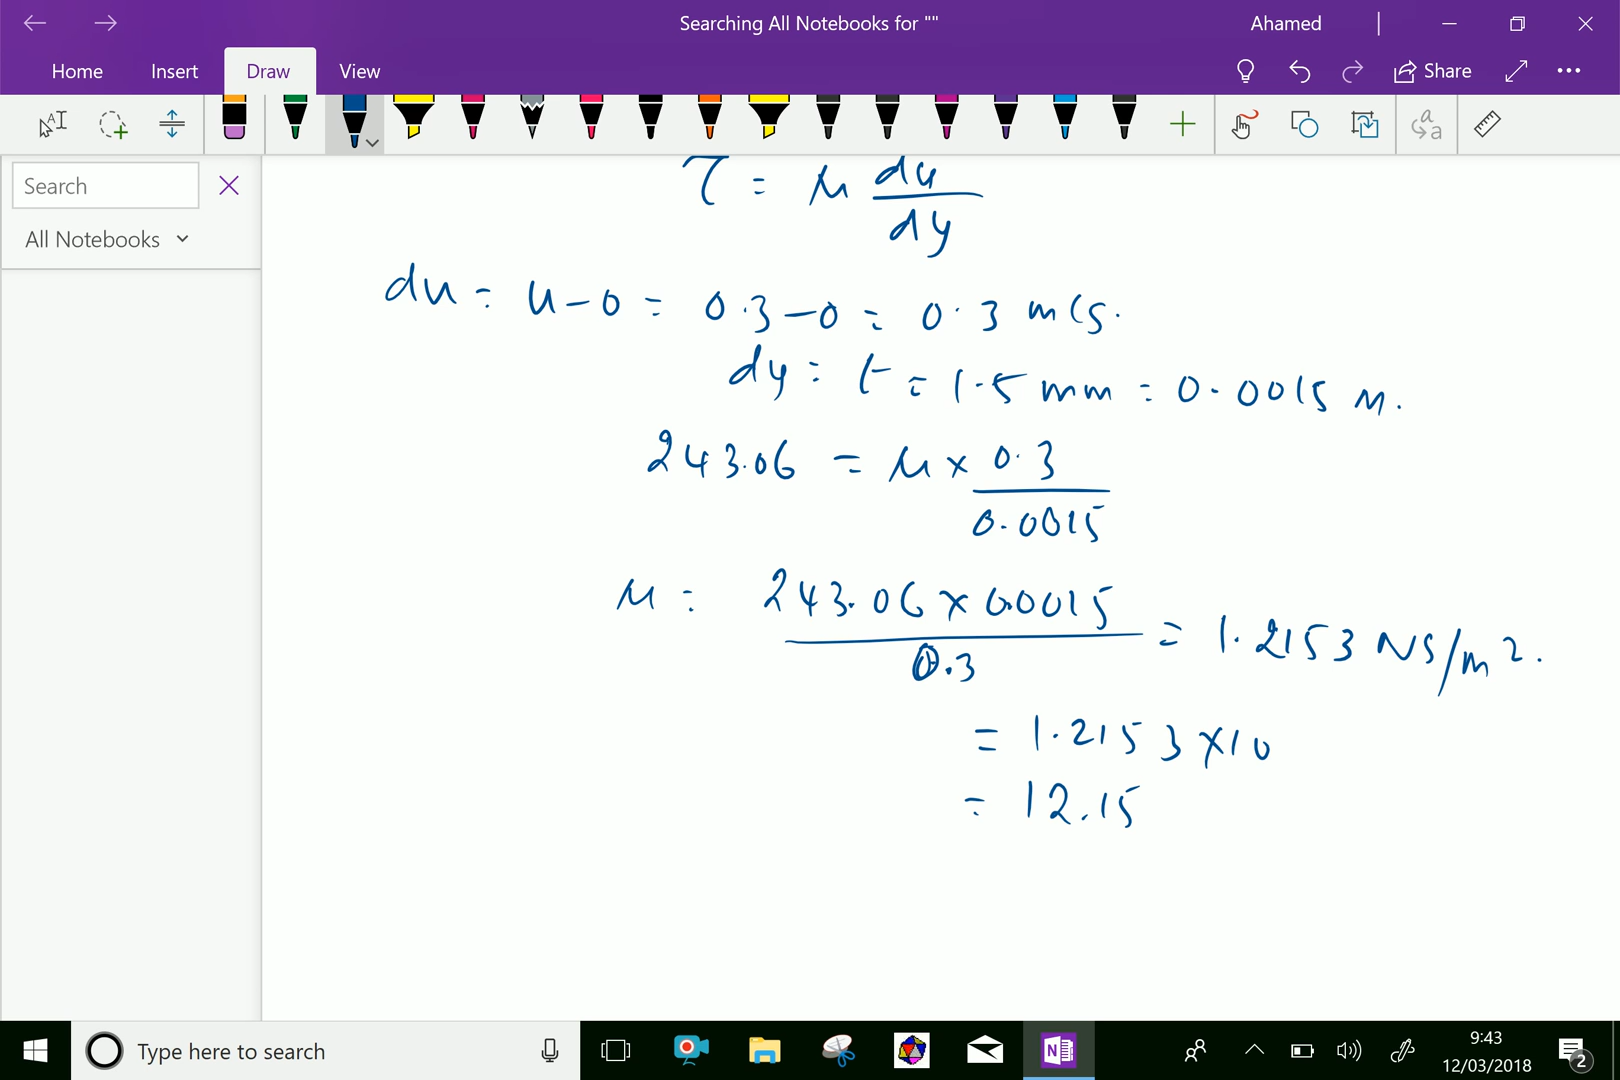 Searching All Notebooks for ""
Ahamed
Home Insert Draw View
Share
Search
All Notebooks
τ = μ du/dy
du = u - 0 = 0.3 - 0 = 0.3 m/s.
dy = t = 1.5 mm = 0.0015 m.
243.06 = μ × 0.3/0.0015
μ = 243.06 × 0.0015/0.3 = 1.2153 NS/m².
= 1.2153 × 10
= 12.15
Type here to search
9:43
12/03/2018
2